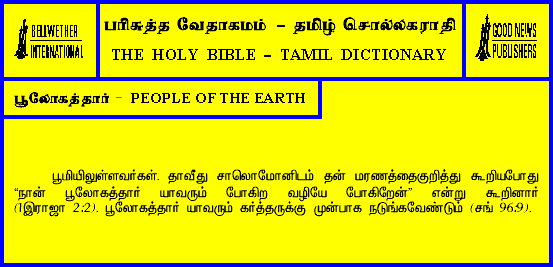 BELLWETHER
INTERNATIONAL
பரிசுத்த வேதாகமம் – தமிழ் சொல்லகராதி
THE HOLY BIBLE – TAMIL DICTIONARY
GOOD NEWS
PUBLISHERS
பூலோகத்தார் – PEOPLE OF THE EARTH
பூமியிலுள்ளவர்கள். தாவீது சாலொமோனிடம் தன் மரணத்தைகுறித்து கூறியபோது
“நான் பூலோகத்தார் யாவரும் போகிற வழியே போகிறேன்” என்று கூறினார்
(1இராஜா 2:2). பூலோகத்தார் யாவரும் கர்த்தருக்கு முன்பாக நடுங்கவேண்டும் (சங் 96:9).